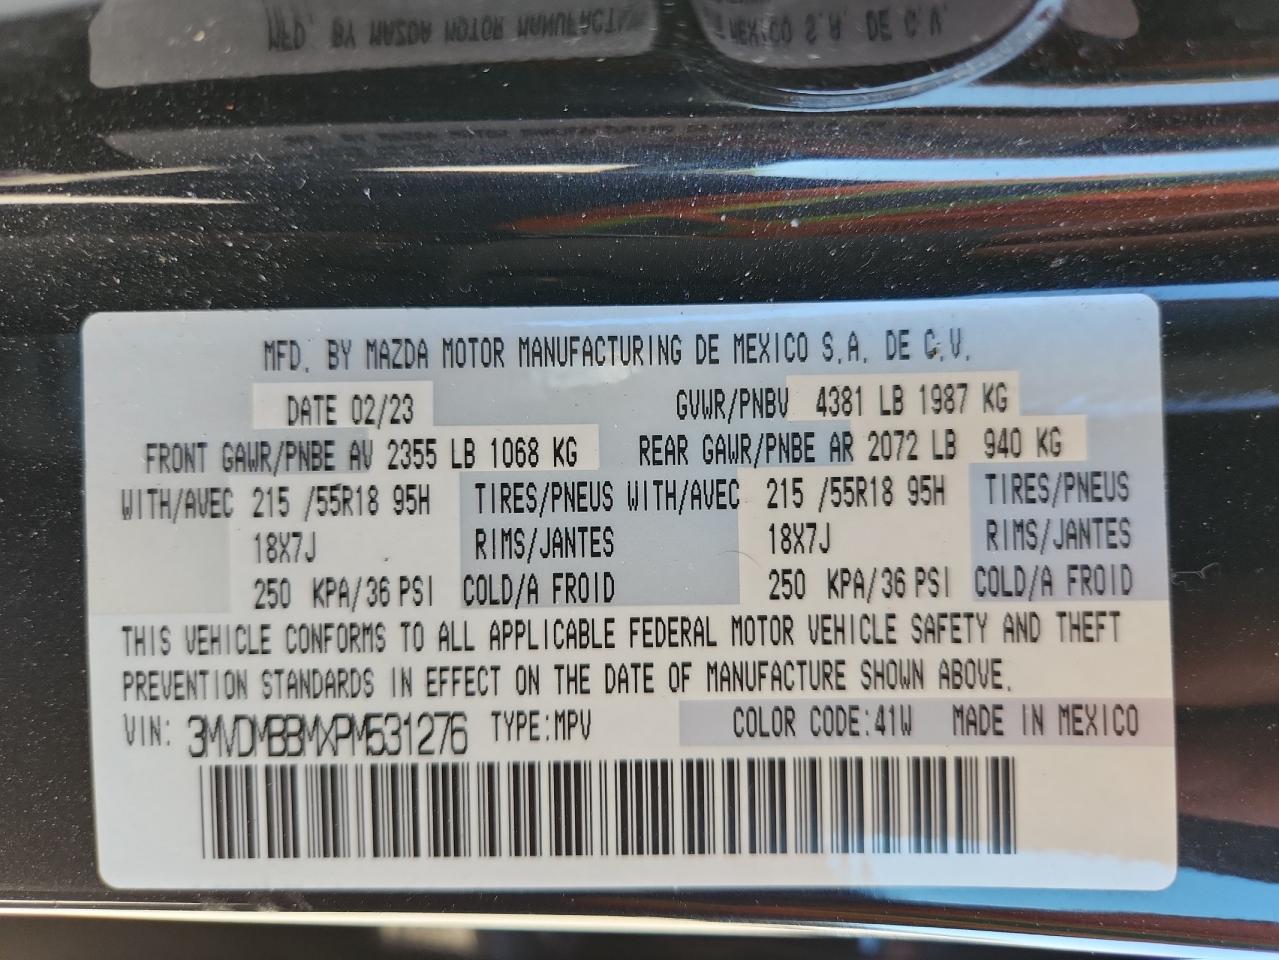 MFD. BY MAZDA MOTOR MANUFACTURING DE MEXICO S.A. DE C.V.
DATE 02/23 GVWR/PNBV 4381 LB 1987 KG
FRONT GAWR/PNBE AV 2355 LB 1068 KG REAR GAWR/PNBE AR 2072 LB 940 KG
WITH/AVEC 215 /55R18 95H TIRES/PNEUS WITH/AVEC 215 /55R18 95H TIRES/PNEUS
18X7J RIMS/JANTES 18X7J RIMS/JANTES
250 KPA/36 PSI COLD/A FROID 250 KPA/36 PSI COLD/A FROID
THIS VEHICLE CONFORMS TO ALL APPLICABLE FEDERAL MOTOR VEHICLE SAFETY AND THEFT
PREVENTION STANDARDS IN EFFECT ON THE DATE OF MANUFACTURE SHOWN ABOVE.
VIN: 3MVDMBBMXPM531276 TYPE:MPV COLOR CODE:41W MADE IN MEXICO